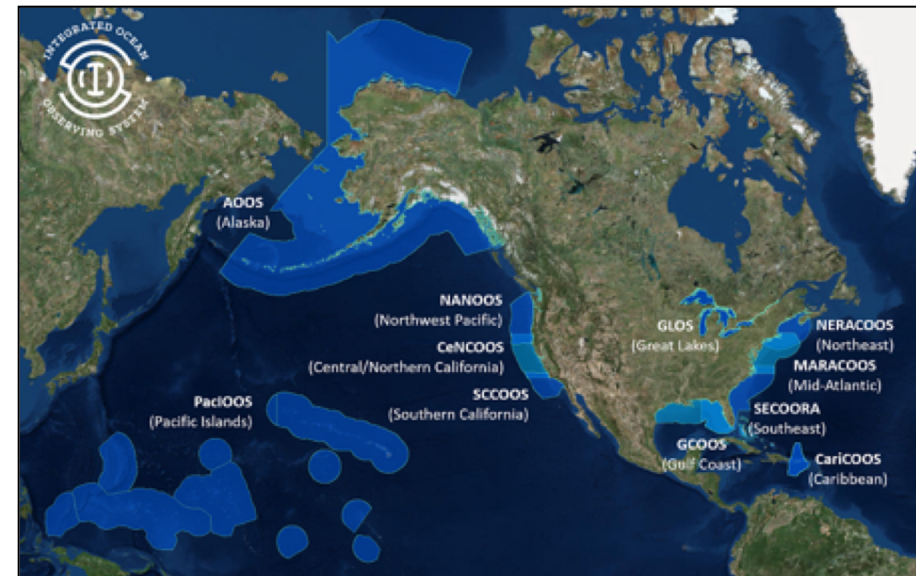 INTEGRATED OCEAN
OBSERVING SYSTEM
AOOS
(Alaska)
NANOOS
(Northwest Pacific)
CeNCOOS
(Central/Northern California)
SCCOOS
(Southern California)
PacIOOS
(Pacific Islands)
GLOS
(Great Lakes)
NERACOOS
(Northeast)
MARACOOS
(Mid-Atlantic)
SECOORA
(Southeast)
GCOOS
(Gulf Coast)
CariCOOS
(Caribbean)